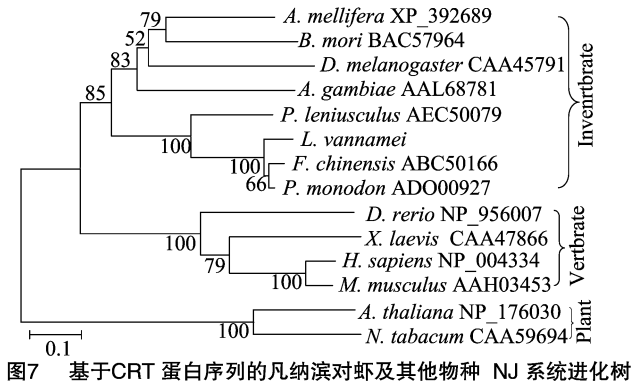 79
A. mellifera XP_392689
52
B. mori BAC57964
83
D. melanogaster CAA45791
85
A. gambiae AAL68781
P. leniusculus AEC50079
100
L. vannamei
100
F. chinensis ABC50166
66
P. monodon ADO00927
Invenrtbrate
D. rerio NP_956007
100
X. laevis CAA47866
79
H. sapiens NP_004334
100
M. musculus AAH03453
Vertbrate
A. thaliana NP_176030
100
N. tabacum CAA59694
Plant
0.1
图7 基于CRT 蛋白序列的凡纳滨对虾及其他物种 NJ 系统进化树